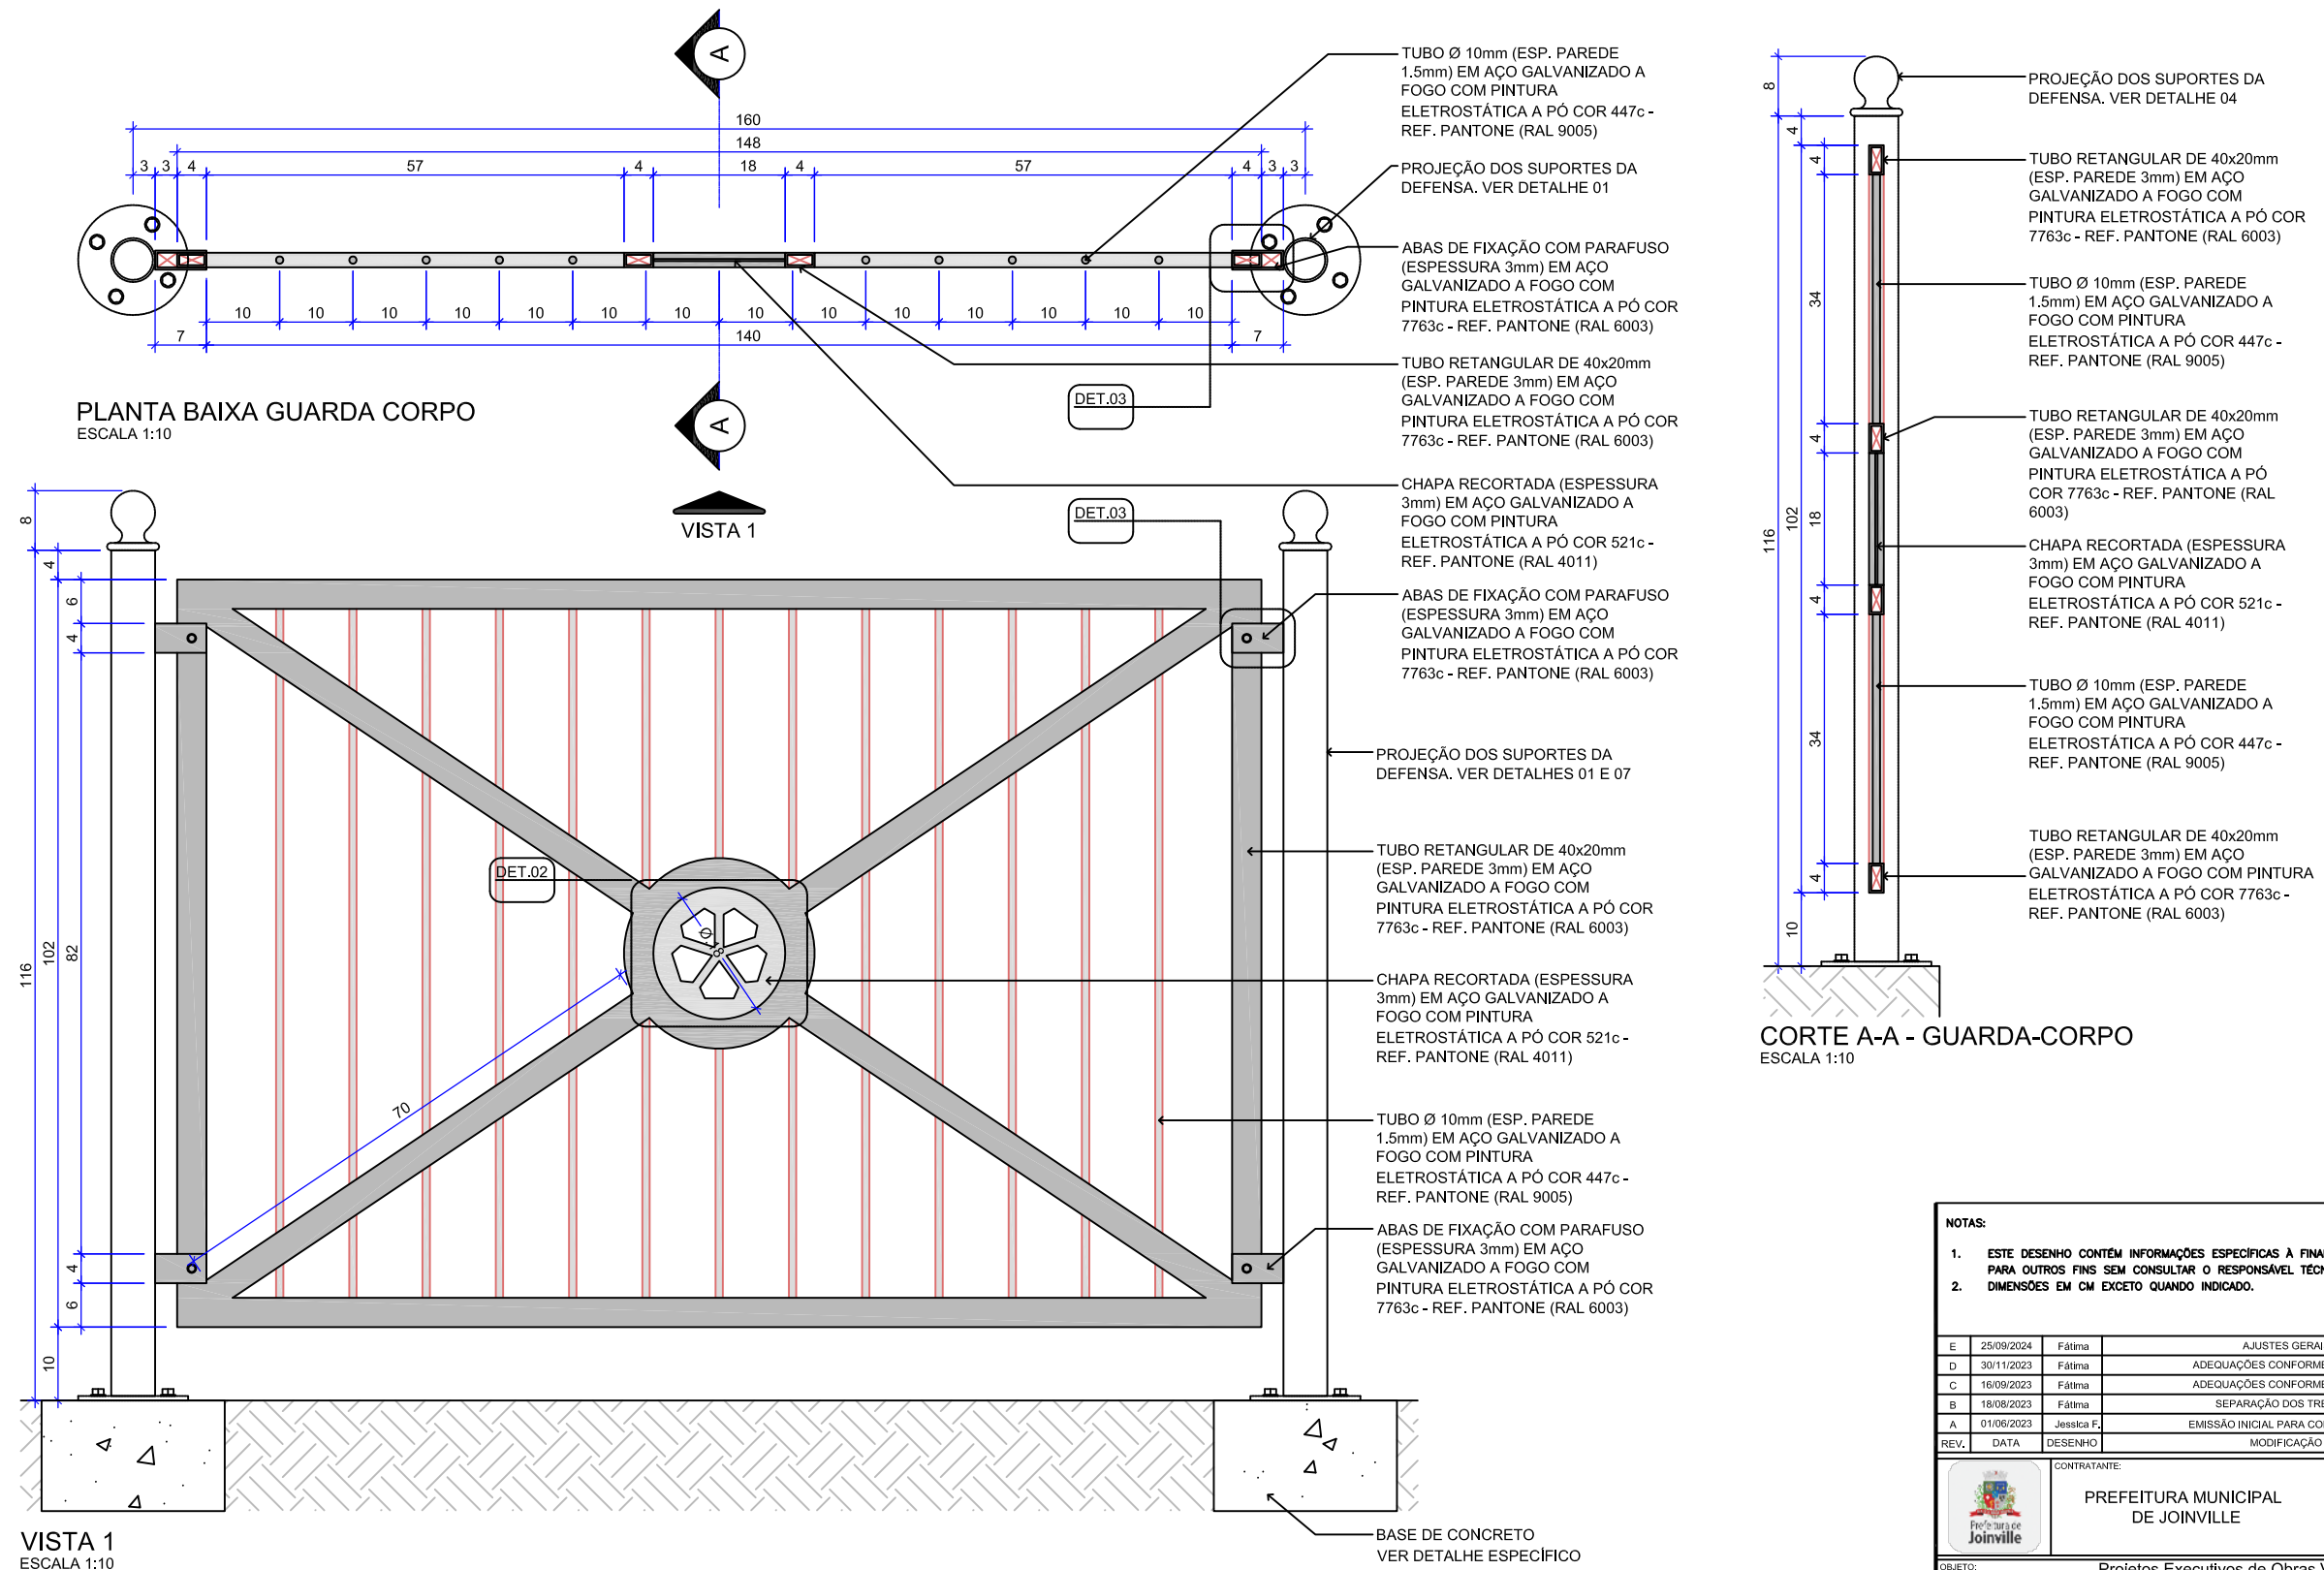 A
160
148
3 3 4 57 4 18 4 57 4 3 3
10 10 10 10 10 10 10 10 10 10 10 10 10 10
7 140 7
A
PLANTA BAIXA GUARDA CORPO
ESCALA 1:10
VISTA 1
DET.03
DET.03
TUBO Ø 10mm (ESP. PAREDE
1.5mm) EM AÇO GALVANIZADO A
FOGO COM PINTURA
ELETROSTÁTICA A PÓ COR 447c -
REF. PANTONE (RAL 9005)
PROJEÇÃO DOS SUPORTES DA
DEFENSA. VER DETALHE 01
ABAS DE FIXAÇÃO COM PARAFUSO
(ESPESSURA 3mm) EM AÇO
GALVANIZADO A FOGO COM
PINTURA ELETROSTÁTICA A PÓ COR
7763c - REF. PANTONE (RAL 6003)
TUBO RETANGULAR DE 40x20mm
(ESP. PAREDE 3mm) EM AÇO
GALVANIZADO A FOGO COM
PINTURA ELETROSTÁTICA A PÓ COR
7763c - REF. PANTONE (RAL 6003)
CHAPA RECORTADA (ESPESSURA
3mm) EM AÇO GALVANIZADO A
FOGO COM PINTURA
ELETROSTÁTICA A PÓ COR 521c -
REF. PANTONE (RAL 4011)
ABAS DE FIXAÇÃO COM PARAFUSO
(ESPESSURA 3mm) EM AÇO
GALVANIZADO A FOGO COM
PINTURA ELETROSTÁTICA A PÓ COR
7763c - REF. PANTONE (RAL 6003)
PROJEÇÃO DOS SUPORTES DA
DEFENSA. VER DETALHES 01 E 07
TUBO RETANGULAR DE 40x20mm
(ESP. PAREDE 3mm) EM AÇO
GALVANIZADO A FOGO COM
PINTURA ELETROSTÁTICA A PÓ COR
7763c - REF. PANTONE (RAL 6003)
CHAPA RECORTADA (ESPESSURA
3mm) EM AÇO GALVANIZADO A
FOGO COM PINTURA
ELETROSTÁTICA A PÓ COR 521c -
REF. PANTONE (RAL 4011)
TUBO Ø 10mm (ESP. PAREDE
1.5mm) EM AÇO GALVANIZADO A
FOGO COM PINTURA
ELETROSTÁTICA A PÓ COR 447c -
REF. PANTONE (RAL 9005)
ABAS DE FIXAÇÃO COM PARAFUSO
(ESPESSURA 3mm) EM AÇO
GALVANIZADO A FOGO COM
PINTURA ELETROSTÁTICA A PÓ COR
7763c - REF. PANTONE (RAL 6003)
BASE DE CONCRETO
VER DETALHE ESPECÍFICO
8
4
6
4
116
102
82
4
6
10
DET.02
Ø 18
70
VISTA 1
ESCALA 1:10
8
4
4
34
4
116
102
18
4
34
4
10
PROJEÇÃO DOS SUPORTES DA
DEFENSA. VER DETALHE 04
TUBO RETANGULAR DE 40x20mm
(ESP. PAREDE 3mm) EM AÇO
GALVANIZADO A FOGO COM
PINTURA ELETROSTÁTICA A PÓ COR
7763c - REF. PANTONE (RAL 6003)
TUBO Ø 10mm (ESP. PAREDE
1.5mm) EM AÇO GALVANIZADO A
FOGO COM PINTURA
ELETROSTÁTICA A PÓ COR 447c -
REF. PANTONE (RAL 9005)
TUBO RETANGULAR DE 40x20mm
(ESP. PAREDE 3mm) EM AÇO
GALVANIZADO A FOGO COM
PINTURA ELETROSTÁTICA A PÓ
COR 7763c - REF. PANTONE (RAL
6003)
CHAPA RECORTADA (ESPESSURA
3mm) EM AÇO GALVANIZADO A
FOGO COM PINTURA
ELETROSTÁTICA A PÓ COR 521c -
REF. PANTONE (RAL 4011)
TUBO Ø 10mm (ESP. PAREDE
1.5mm) EM AÇO GALVANIZADO A
FOGO COM PINTURA
ELETROSTÁTICA A PÓ COR 447c -
REF. PANTONE (RAL 9005)
TUBO RETANGULAR DE 40x20mm
(ESP. PAREDE 3mm) EM AÇO
GALVANIZADO A FOGO COM PINTURA
ELETROSTÁTICA A PÓ COR 7763c -
REF. PANTONE (RAL 6003)
CORTE A-A - GUARDA-CORPO
ESCALA 1:10
NOTAS:
1. ESTE DESENHO CONTÉM INFORMAÇÕES ESPECÍFICAS À
PARA OUTROS FINS SEM CONSULTAR O RESPONSÁVEL
2. DIMENSÕES EM CM EXCETO QUANDO INDICADO.
E 25/09/2024 Fátima AJUSTES
D 30/11/2023 Fátima ADEQUAÇÕES CONFORME
C 16/09/2023 Fátima ADEQUAÇÕES CONFORME
B 18/08/2023 Fátima SEPARAÇÃO DOS
A 01/06/2023 Jessica F. EMISSÃO INICIAL PARA
REV. DATA DESENHO MODIFICAÇÃO
CONTRATANTE:
PREFEITURA MUNICIPAL
DE JOINVILLE
Prefeitura de
Joinville
OBJETO:
Projetos Executivos de Obras